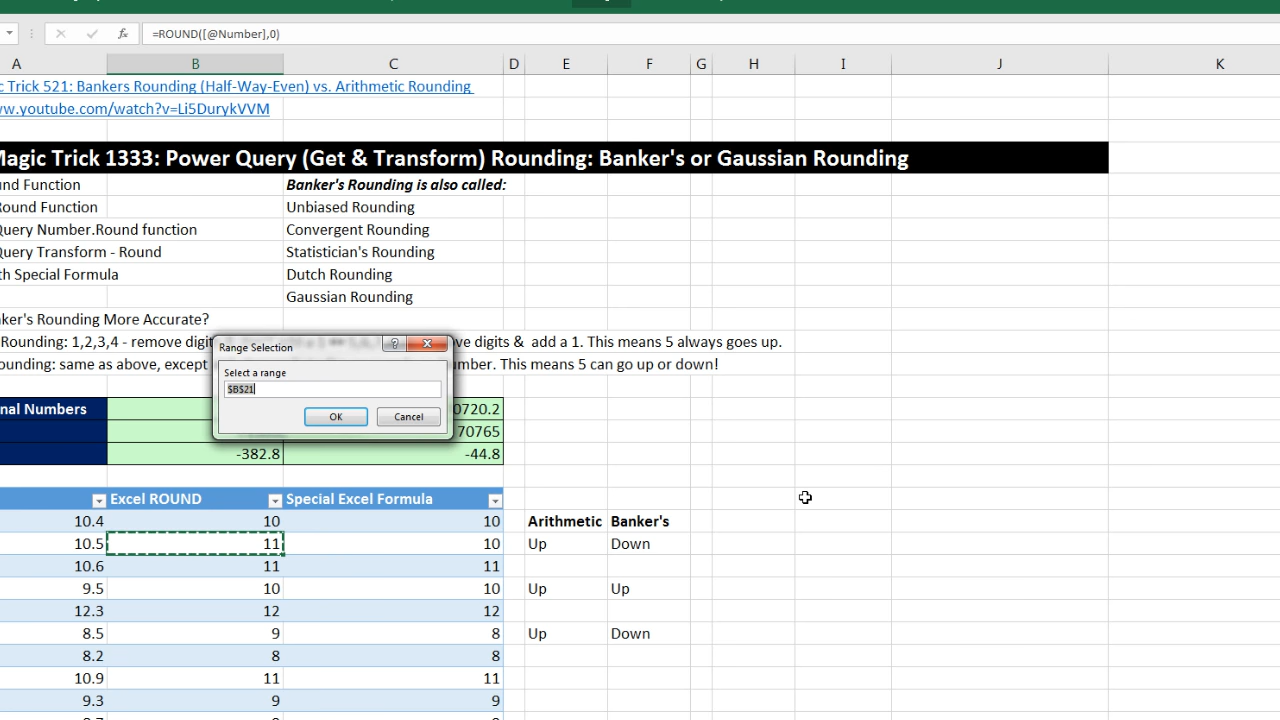 =ROUND([@Number],0)
A B C D E F G H I J K
c Trick 521: Bankers Rounding (Half-Way-Even) vs. Arithmetic Rounding
ww.youtube.com/watch?v=Li5DurykVVM
Magic Trick 1333: Power Query (Get & Transform) Rounding: Banker's or Gaussian Rounding
und Function Banker's Rounding is also called:
Round Function Unbiased Rounding
Query Number.Round function Convergent Rounding
Query Transform - Round Statistician's Rounding
th Special Formula Dutch Rounding
Gaussian Rounding
ker's Rounding More Accurate?
Rounding: 1,2,3,4 - remove digit ve digits & add a 1. This means 5 always goes up.
ounding: same as above, except mber. This means 5 can go up or down!
Range Selection
Select a range
$B$21
OK Cancel
nal Numbers 0720.2
70765
-382.8 -44.8
Excel ROUND Special Excel Formula
10.4 10 10 Arithmetic Banker's
10.5 11 10 Up Down
10.6 11 11
9.5 10 10 Up Up
12.3 12 12
8.5 9 8 Up Down
8.2 8 8
10.9 11 11
9.3 9 9